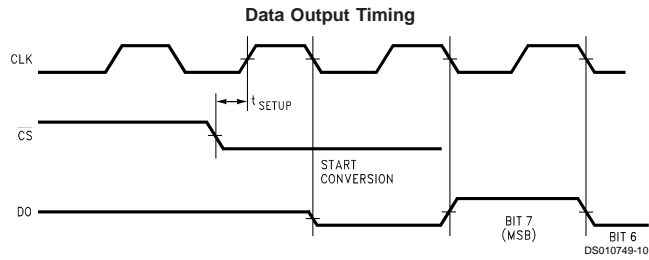 Data Output Timing
CLK
t SETUP
CS
START
CONVERSION
DO
BIT 7
(MSB)
BIT 6
DS010749-10